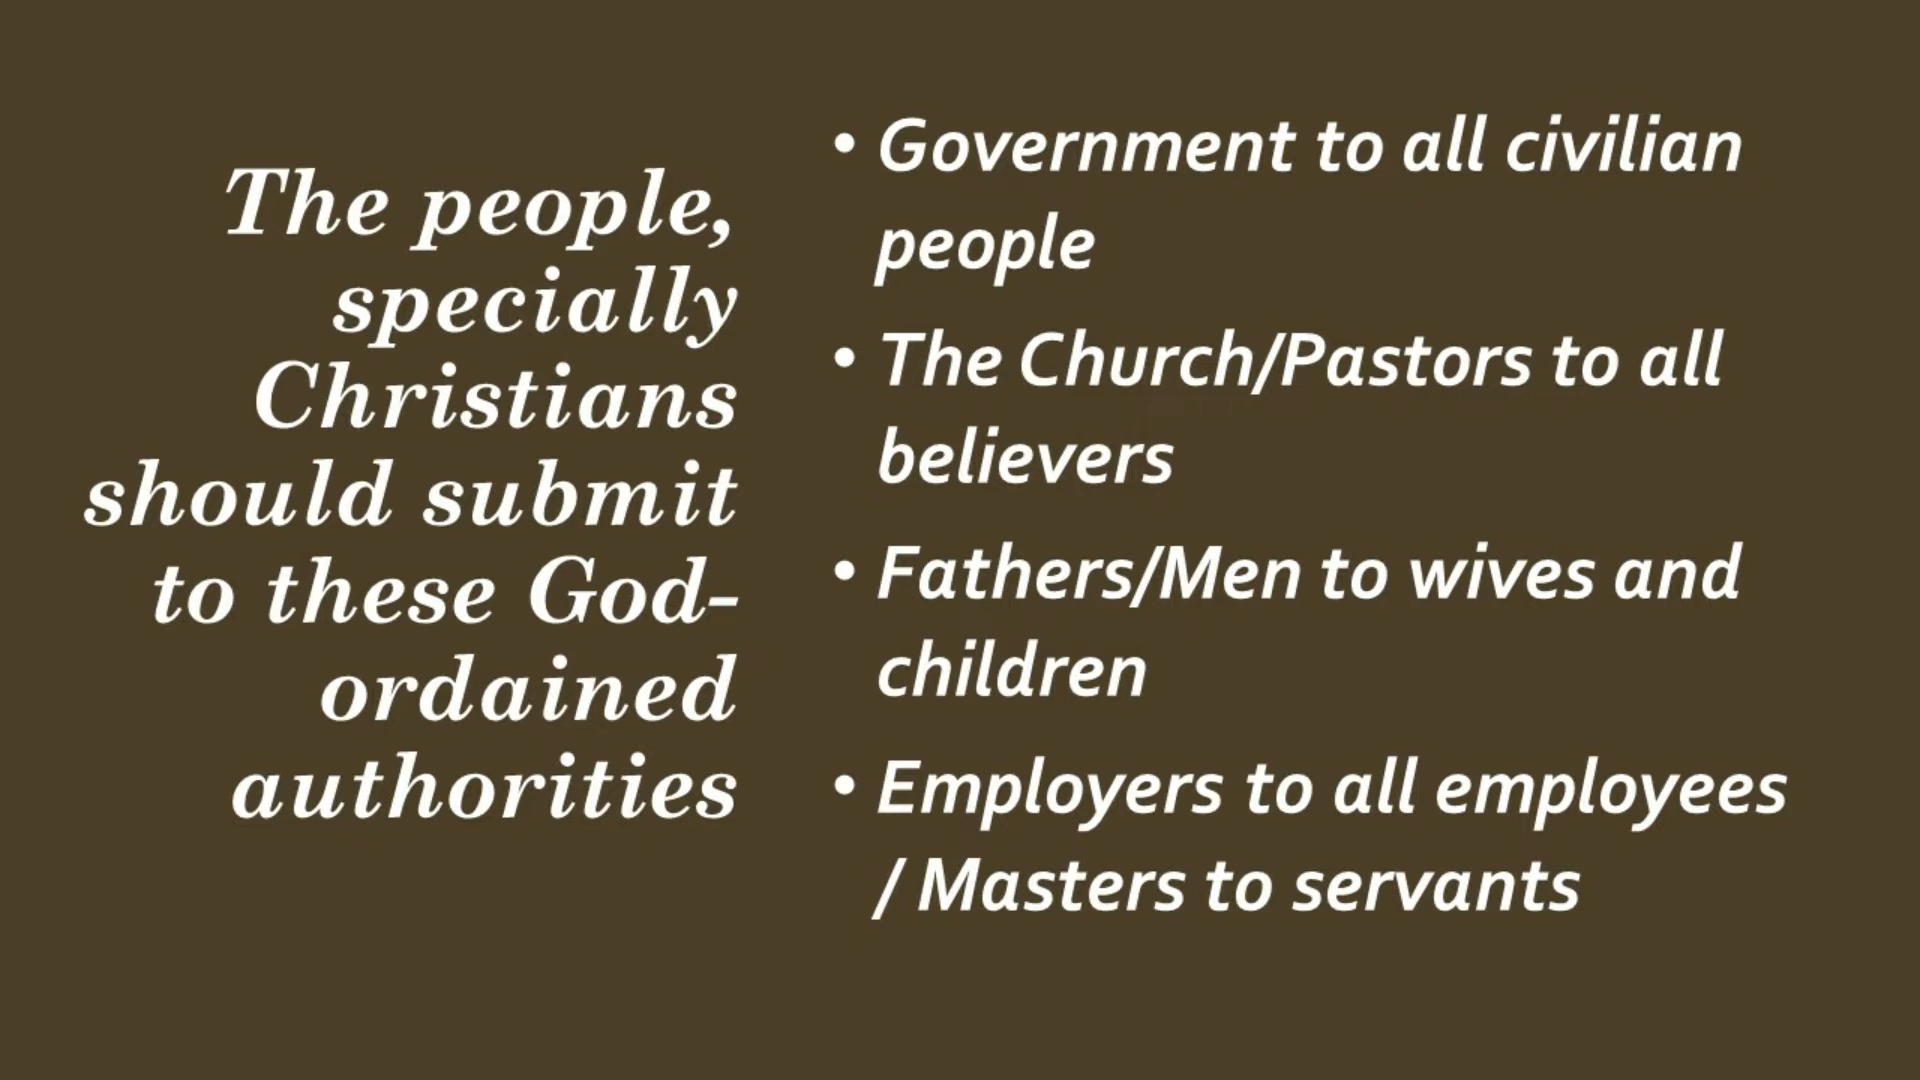 The people,
specially
Christians
should submit
to these God-
ordained
authorities
• Government to all civilian
people
• The Church/Pastors to all
believers
• Fathers/Men to wives and
children
• Employers to all employees
/ Masters to servants